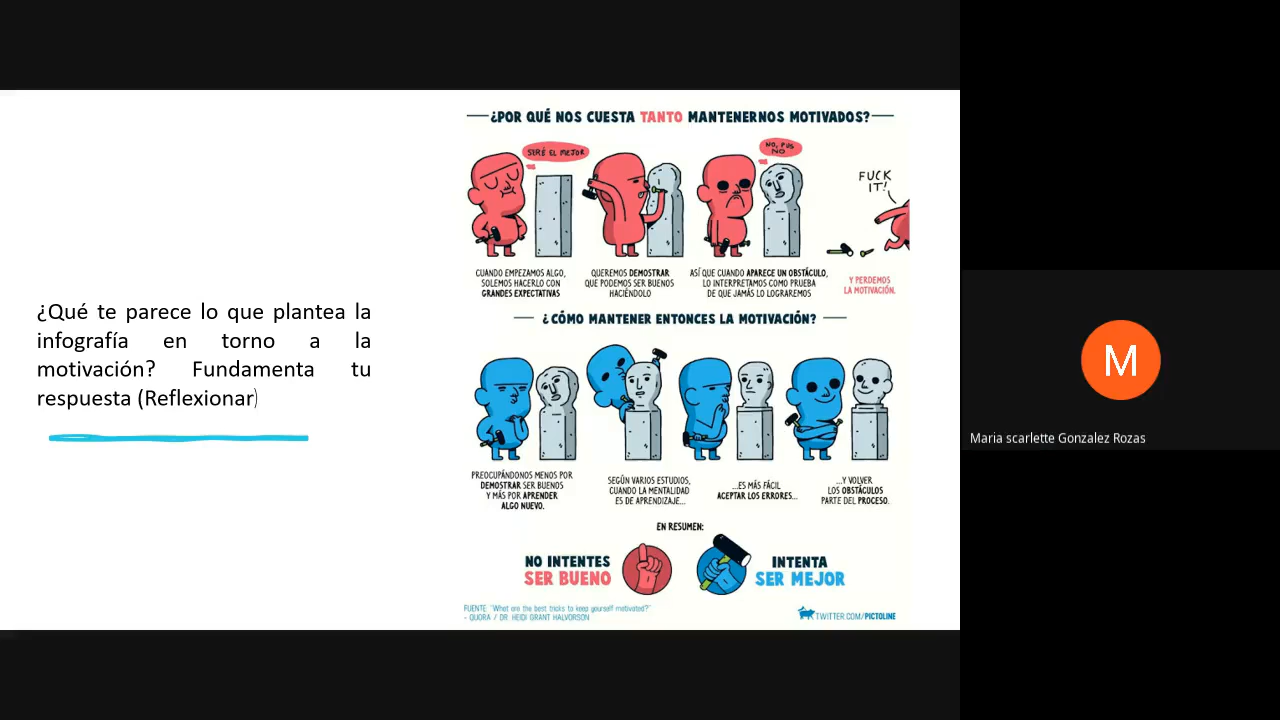 ¿Qué te parece lo que plantea la
infografía en torno a la
motivación? Fundamenta tu
respuesta (Reflexionar)
¿POR QUÉ NOS CUESTA TANTO MANTENERNOS MOTIVADOS?
SERÉ EL MEJOR
NO, PUS
NO
FUCK
IT!
CUANDO EMPEZAMOS ALGO,
SOLEMOS HACERLO CON
GRANDES EXPECTATIVAS
QUEREMOS DEMOSTRAR
QUE PODEMOS SER BUENOS
HACIÉNDOLO
ASÍ QUE CUANDO APARECE UN OBSTÁCULO,
LO INTERPRETAMOS COMO PRUEBA
DE QUE JAMÁS LO LOGRAREMOS
Y PERDEMOS
LA MOTIVACIÓN.
¿CÓMO MANTENER ENTONCES LA MOTIVACIÓN?
PREOCUPÁNDONOS MENOS POR
DEMOSTRAR SER BUENOS
Y MÁS POR APRENDER
ALGO NUEVO.
SEGÚN VARIOS ESTUDIOS,
CUANDO LA MENTALIDAD
ES DE APRENDIZAJE...
...ES MÁS FÁCIL
ACEPTAR LOS ERRORES...
...Y VOLVER
LOS OBSTÁCULOS
PARTE DEL PROCESO.
EN RESUMEN:
NO INTENTES
SER BUENO
INTENTA
SER MEJOR
FUENTE: "What are the best tricks to keep yourself motivated?"
- QUORA / DR. HEIDI GRANT HALVORSON
TWITTER.COM/PICTOLINE
M
Maria scarlette Gonzalez Rozas